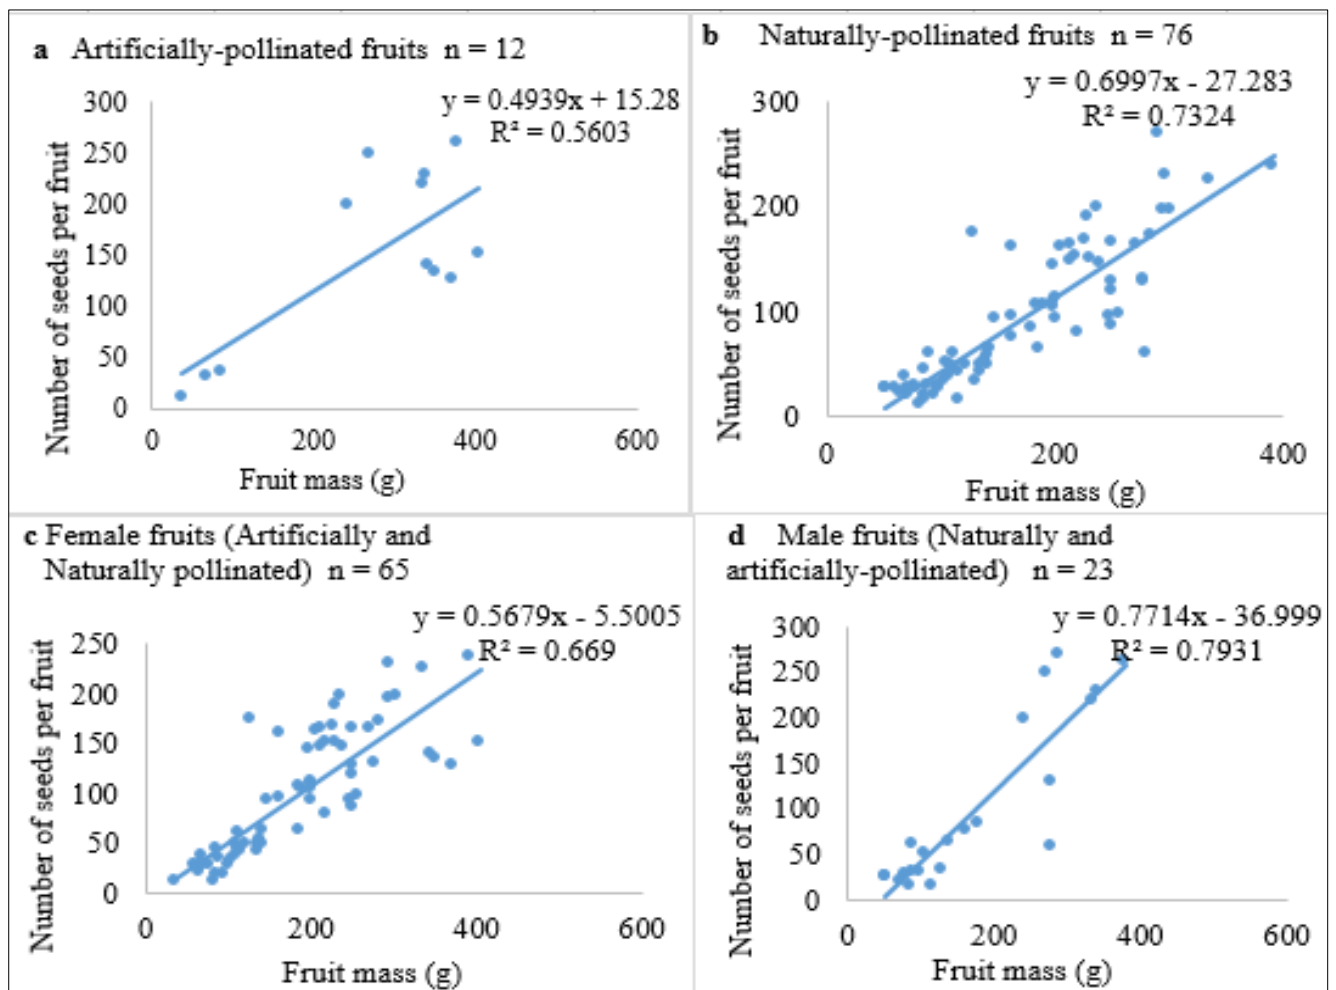 a Artificially-pollinated fruits n = 12
y = 0.4939x + 15.28
R² = 0.5603
Number of seeds per fruit
300
250
200
150
100
50
0
0 200 400 600
Fruit mass (g)
b Naturally-pollinated fruits n = 76
y = 0.6997x - 27.283
R² = 0.7324
Number of seeds per fruit
300
200
100
0
0 200 400
Fruit mass (g)
c Female fruits (Artificially and
Naturally pollinated) n = 65
y = 0.5679x - 5.5005
R² = 0.669
Number of seeds per fruit
250
200
150
100
50
0
0 200 400 600
Fruit mass (g)
d Male fruits (Naturally and
artificially-pollinated) n = 23
y = 0.7714x - 36.999
R² = 0.7931
Number of seeds per fruit
300
250
200
150
100
50
0
0 200 400 600
Fruit mass (g)